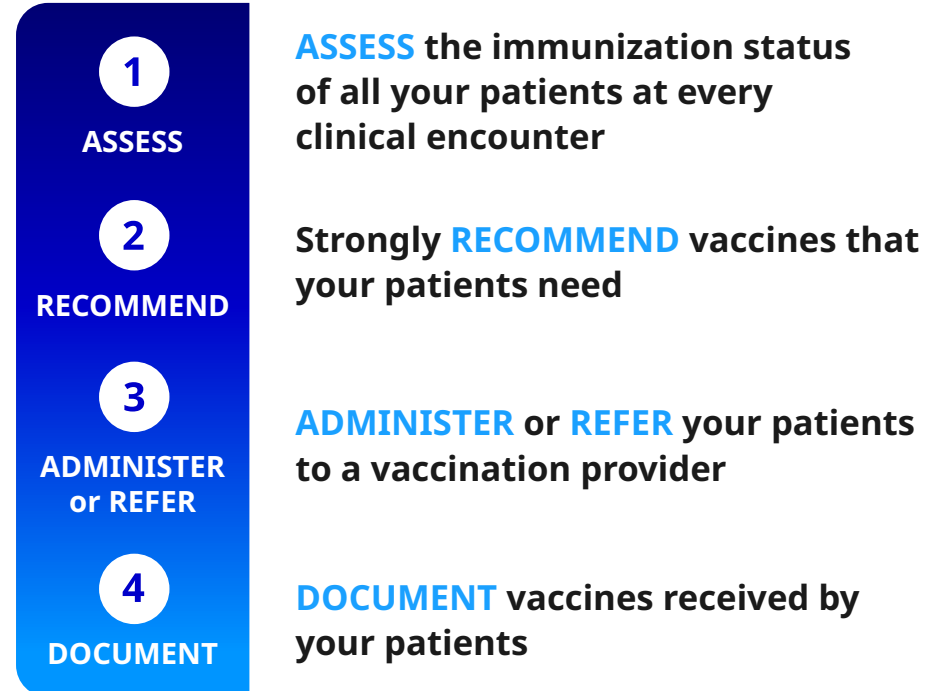 1
ASSESS
ASSESS the immunization status
of all your patients at every
clinical encounter
2
RECOMMEND
Strongly RECOMMEND vaccines that
your patients need
3
ADMINISTER
or REFER
ADMINISTER or REFER your patients
to a vaccination provider
4
DOCUMENT
DOCUMENT vaccines received by
your patients